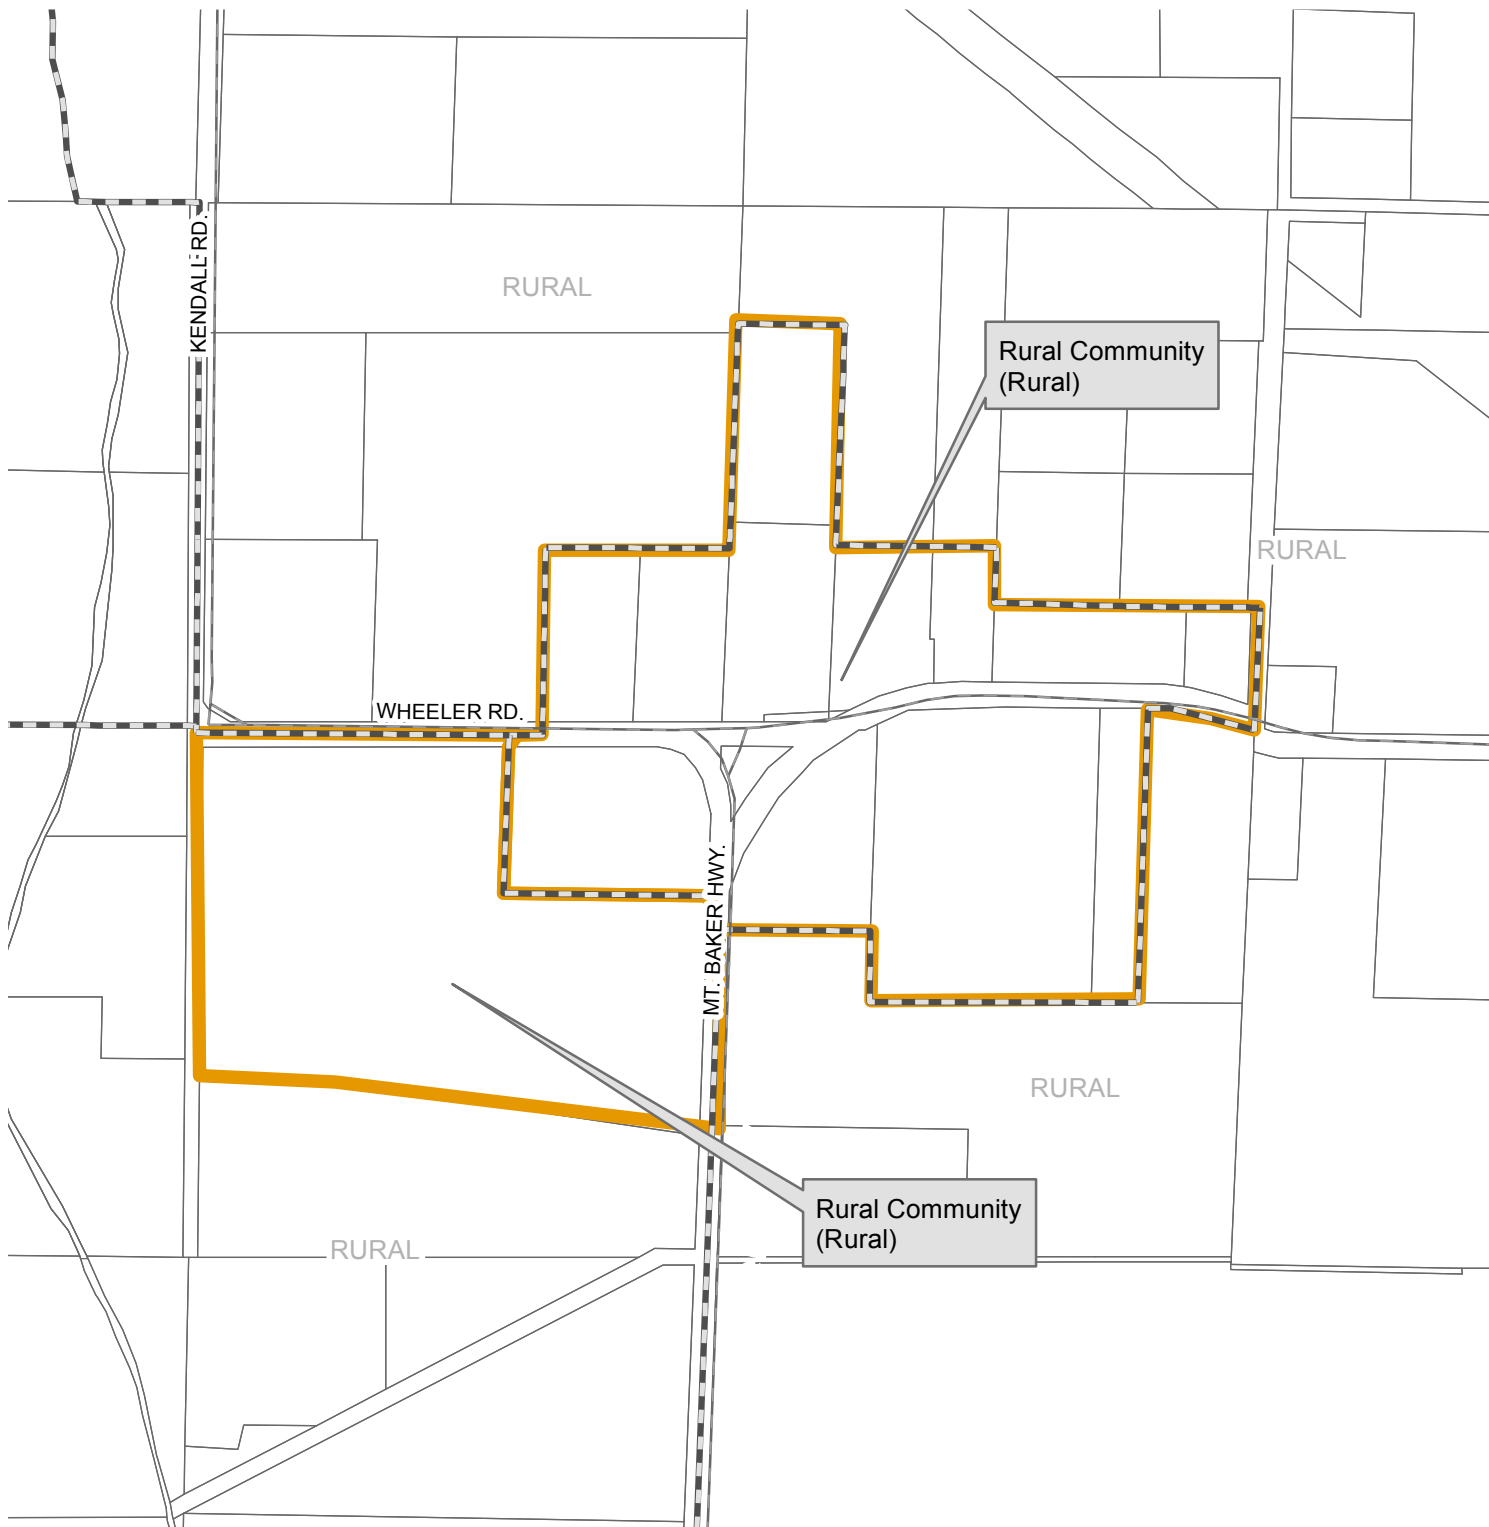 KENDALL RD.
RURAL
Rural Community
(Rural)
RURAL
WHEELER RD.
MT. BAKER HWY.
RURAL
Rural Community
(Rural)
RURAL